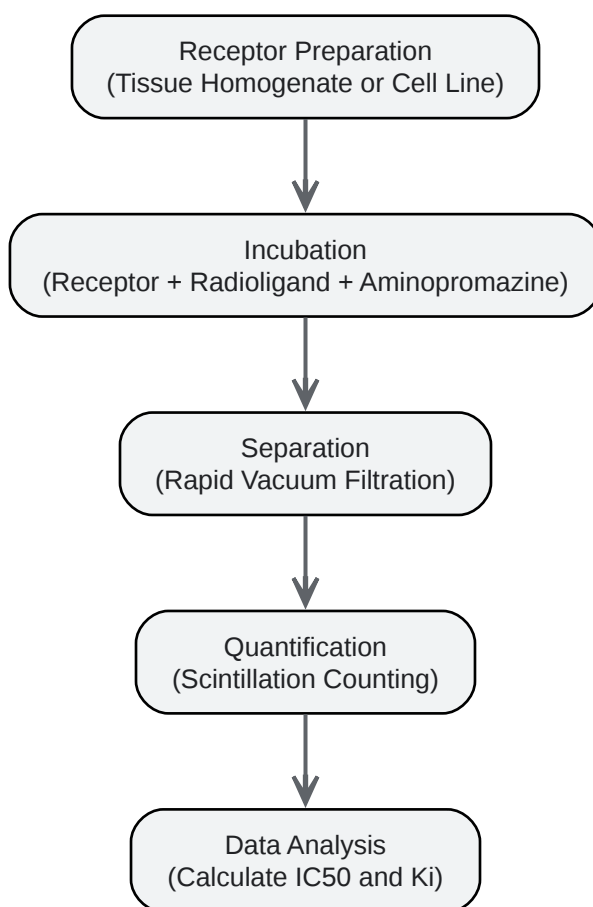 Receptor Preparation
(Tissue Homogenate or Cell Line)
Incubation
(Receptor + Radioligand + Aminopromazine)
Separation
(Rapid Vacuum Filtration)
Quantification
(Scintillation Counting)
Data Analysis
(Calculate IC50 and Ki)